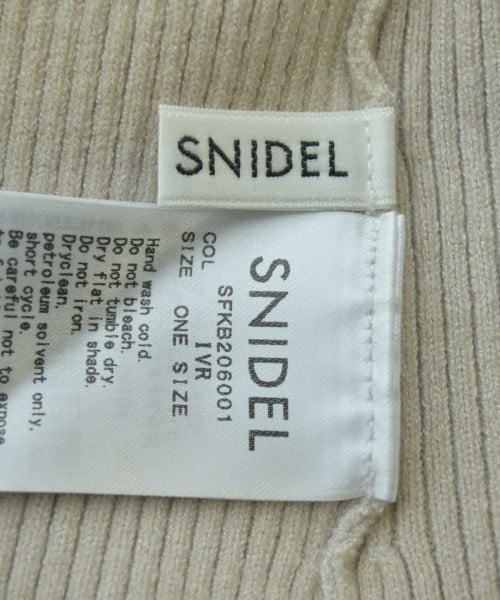 SNIDEL
SNIDEL
SFKB206001
COL IVR
SIZE ONE SIZE
Hand wash cold.
Do not bleach.
Do not tumble dry.
Dry flat in shade.
Do not iron.
Dryclean,
petroleum solvent only,
short cycle.
Be careful not to expose